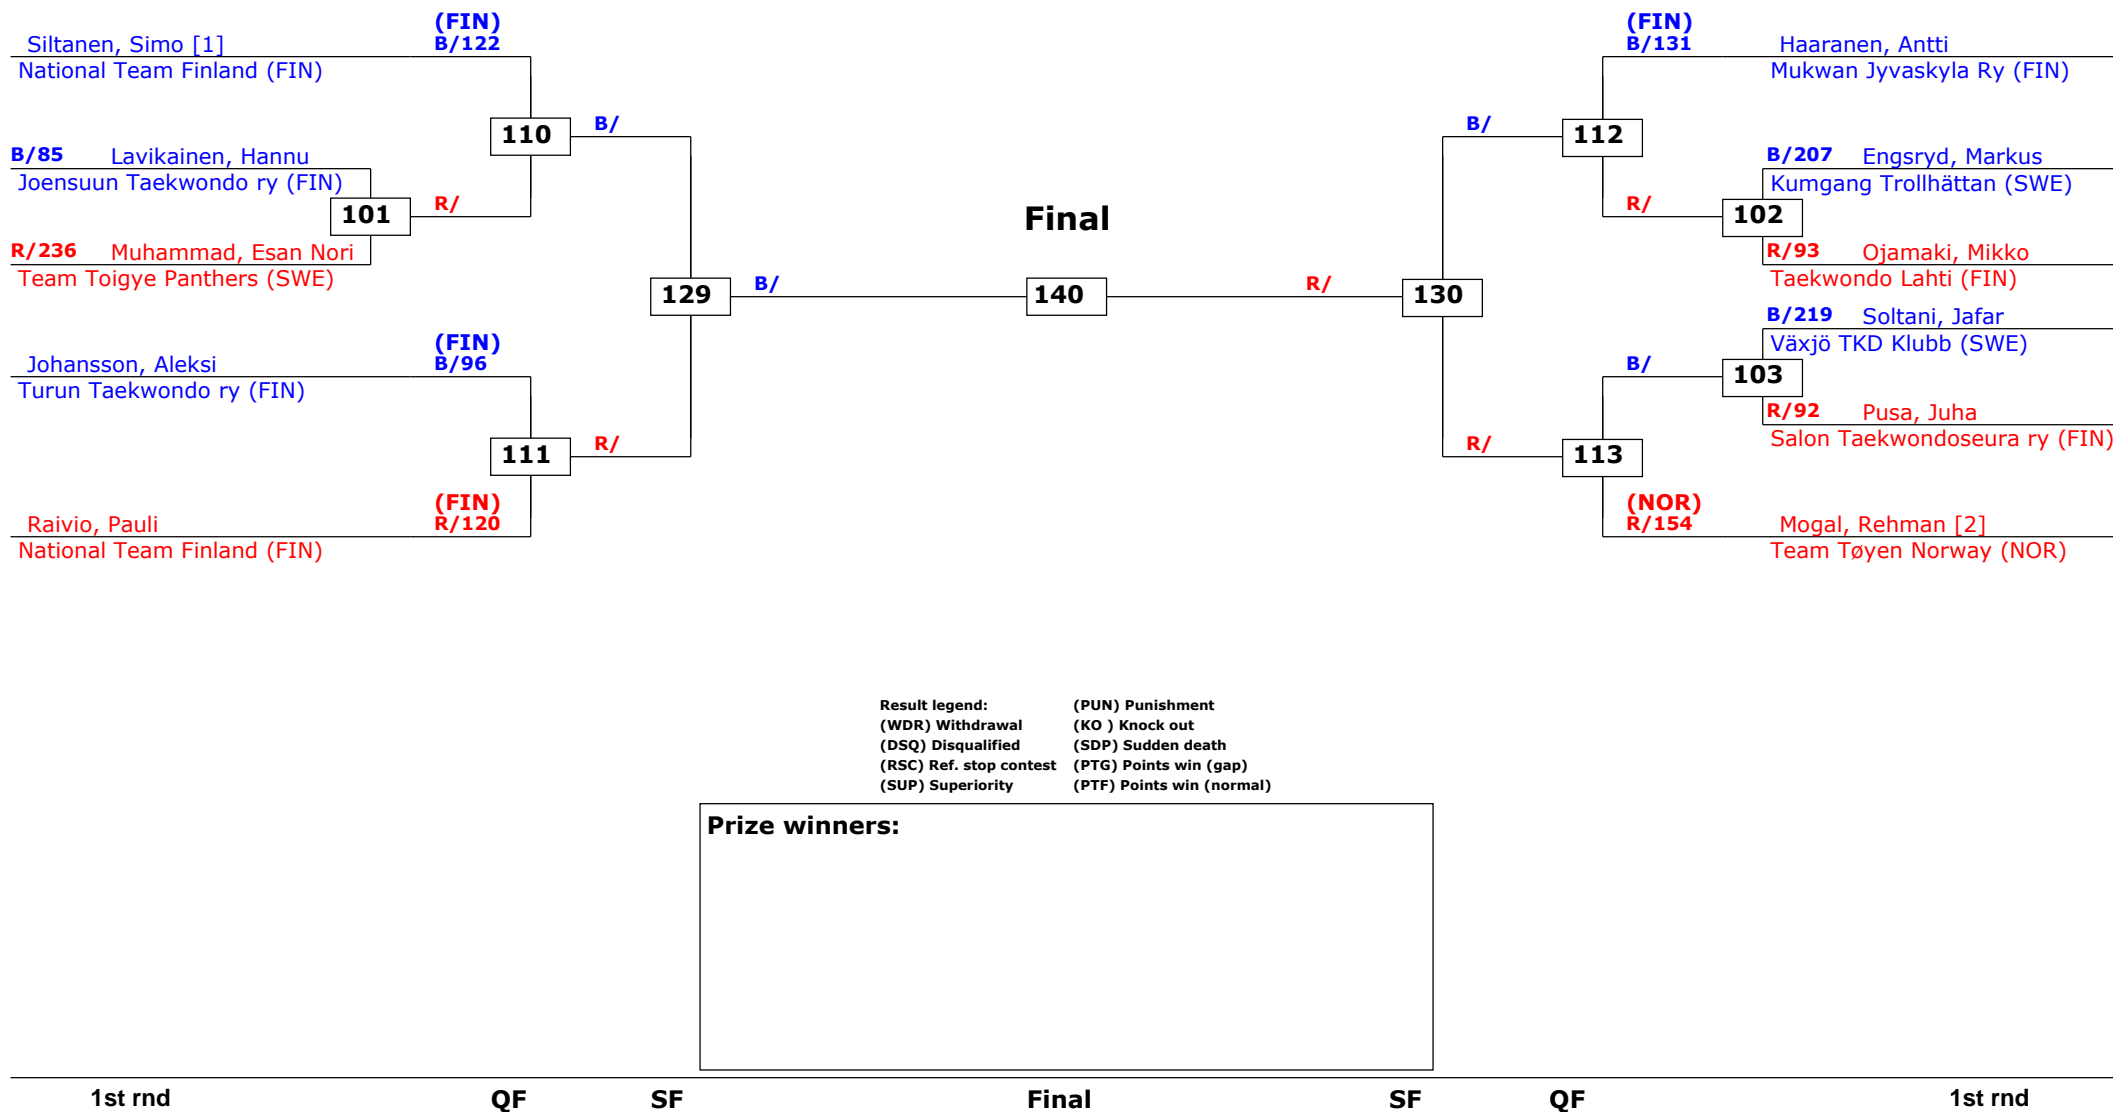 (FIN)
Siltanen, Simo [1]
B/122
National Team Finland (FIN)
110
B/
B/85 Lavikainen, Hannu
Joensuun Taekwondo ry (FIN)
101
R/
R/236 Muhammad, Esan Nori
Team Toigye Panthers (SWE)
129
B/
(FIN)
Johansson, Aleksi
B/96
Turun Taekwondo ry (FIN)
111
R/
(FIN)
Raivio, Pauli
R/120
National Team Finland (FIN)
Final
140
(FIN)
B/131
Haaranen, Antti
Mukwan Jyvaskyla Ry (FIN)
B/
112
B/207 Engsryd, Markus
Kumgang Trollhättan (SWE)
R/
102
R/93 Ojamaki, Mikko
Taekwondo Lahti (FIN)
R/
130
B/219 Soltani, Jafar
Växjö TKD Klubb (SWE)
B/
103
R/92 Pusa, Juha
Salon Taekwondoseura ry (FIN)
R/
113
(NOR)
R/154
Mogal, Rehman [2]
Team Tøyen Norway (NOR)
Result legend: (PUN) Punishment
(WDR) Withdrawal (KO ) Knock out
(DSQ) Disqualified (SDP) Sudden death
(RSC) Ref. stop contest (PTG) Points win (gap)
(SUP) Superiority (PTF) Points win (normal)
Prize winners:
1st rnd QF SF Final SF QF 1st rnd